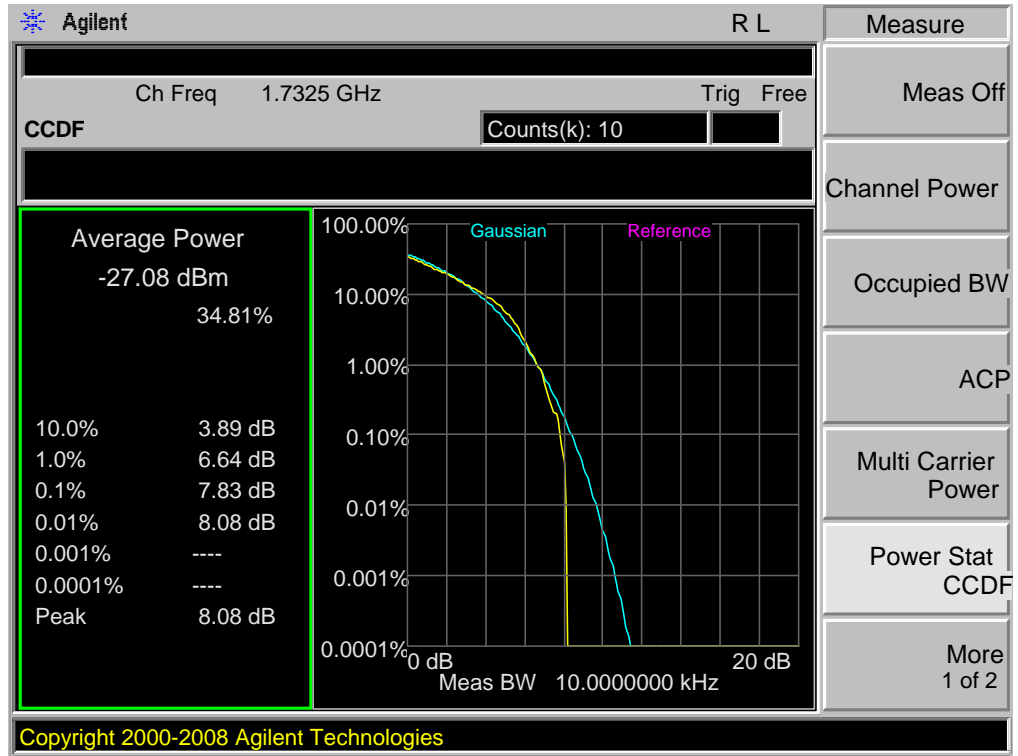 Agilent R L Measure
Ch Freq 1.7325 GHz Trig Free
CCDF Counts(k): 10
Average Power
-27.08 dBm
34.81%
10.0% 3.89 dB
1.0% 6.64 dB
0.1% 7.83 dB
0.01% 8.08 dB
0.001% ----
0.0001% ----
Peak 8.08 dB
Gaussian Reference
100.00%
10.00%
1.00%
0.10%
0.01%
0.001%
0.0001%
0 dB 20 dB
Meas BW 10.0000000 kHz
Meas Off
Channel Power
Occupied BW
ACP
Multi Carrier
Power
Power Stat
CCDF
More
1 of 2
Copyright 2000-2008 Agilent Technologies